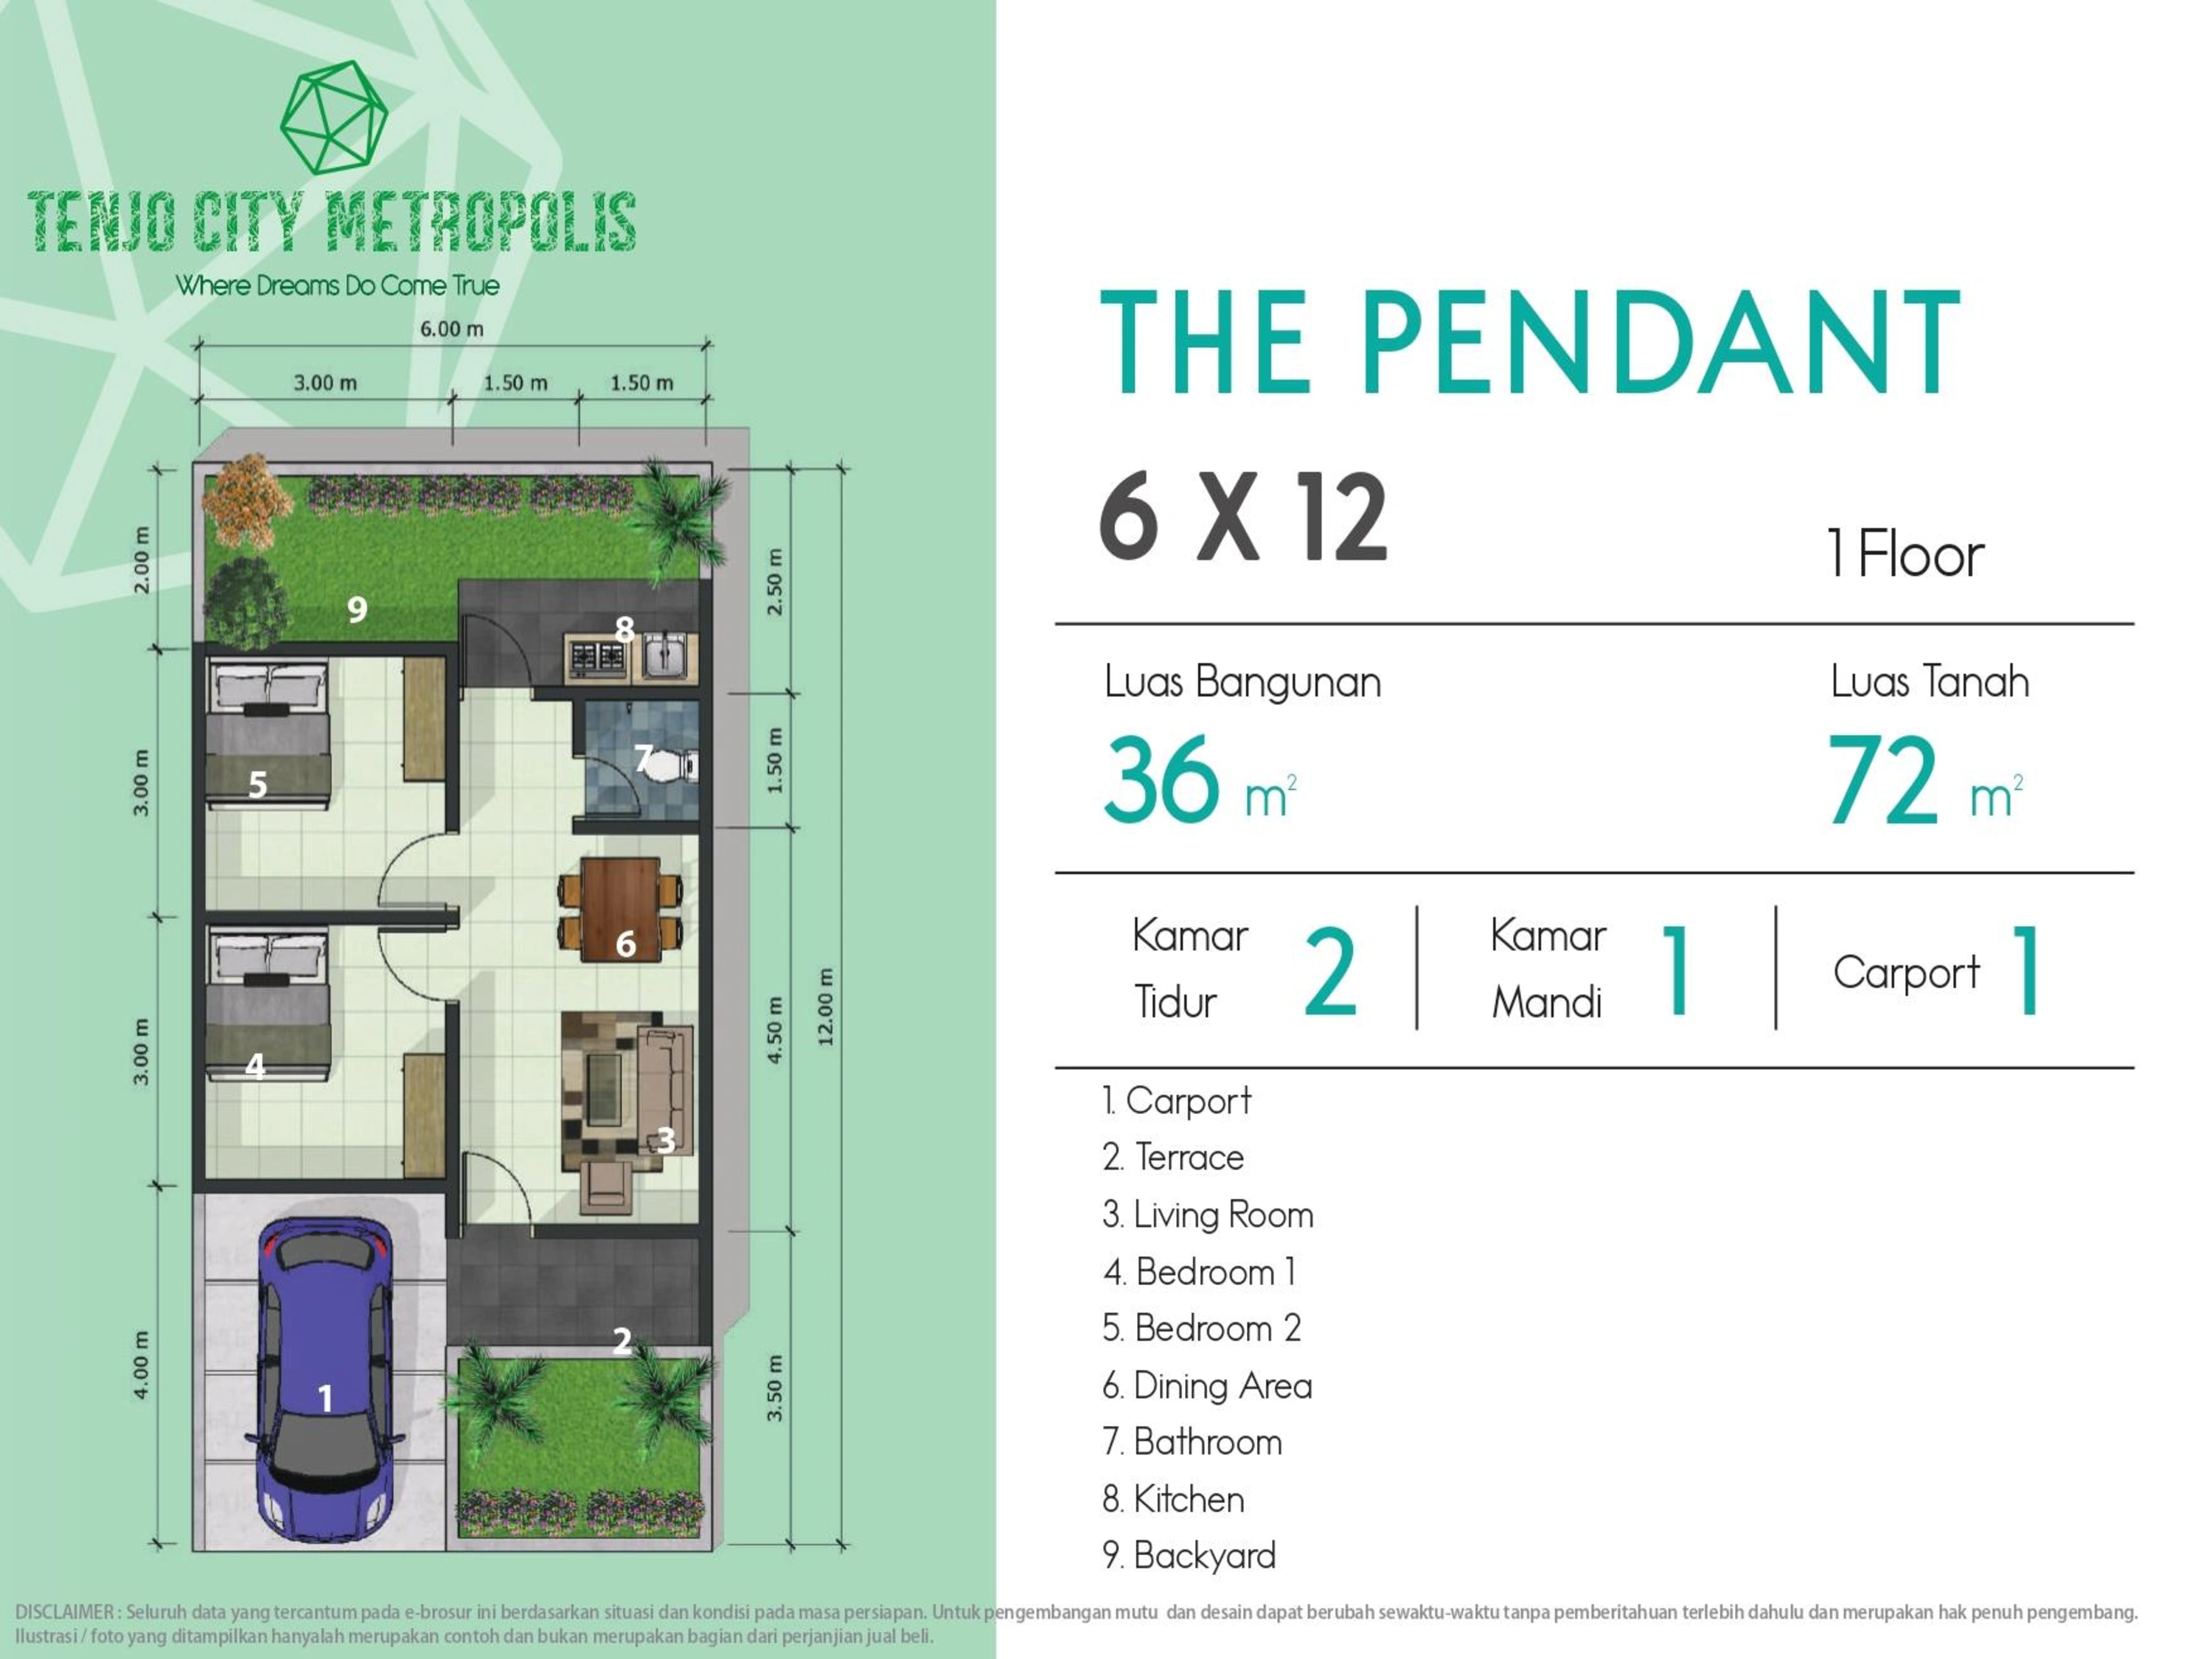 TENJO CITY METROPOLIS
Where Dreams Do Come True
6.00 m
3.00 m
1.50 m
1.50 m
2.00 m
3.00 m
3.00 m
4.00 m
2.50 m
1.50 m
4.50 m
3.50 m
12.00 m
9
8
7
5
6
4
3
2
1
THE PENDANT
6 X 12
1 Floor
Luas Bangunan
36 m²
Luas Tanah
72 m²
Kamar
Tidur
2
Kamar
Mandi
1
Carport 1
1. Carport
2. Terrace
3. Living Room
4. Bedroom 1
5. Bedroom 2
6. Dining Area
7. Bathroom
8. Kitchen
9. Backyard
DISCLAIMER : Seluruh data yang tercantum pada e-brosur ini berdasarkan situasi dan kondisi pada masa persiapan. Untuk pengembangan mutu dan desain dapat berubah sewaktu-waktu tanpa pemberitahuan terlebih dahulu dan merupakan hak penuh pengembang.
Ilustrasi / foto yang ditampilkan hanyalah merupakan contoh dan bukan merupakan bagian dari perjanjian jual beli.